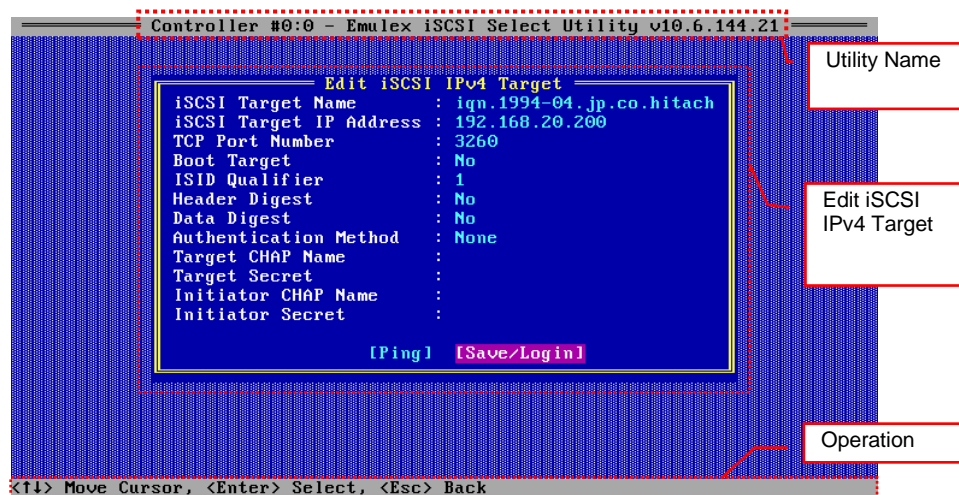 Controller #0:0 - Emulex iSCSI Select Utility v10.6.144.21
Utility Name
Edit iSCSI IPv4 Target
iSCSI Target Name : iqn.1994-04.jp.co.hitach
iSCSI Target IP Address : 192.168.20.200
TCP Port Number : 3260
Boot Target : No
ISID Qualifier : 1
Header Digest : No
Data Digest : No
Authentication Method : None
Target CHAP Name :
Target Secret :
Initiator CHAP Name :
Initiator Secret :
[Ping] [Save/Login]
Edit iSCSI
IPv4 Target
Operation
<↑↓> Move Cursor, <Enter> Select, <Esc> Back